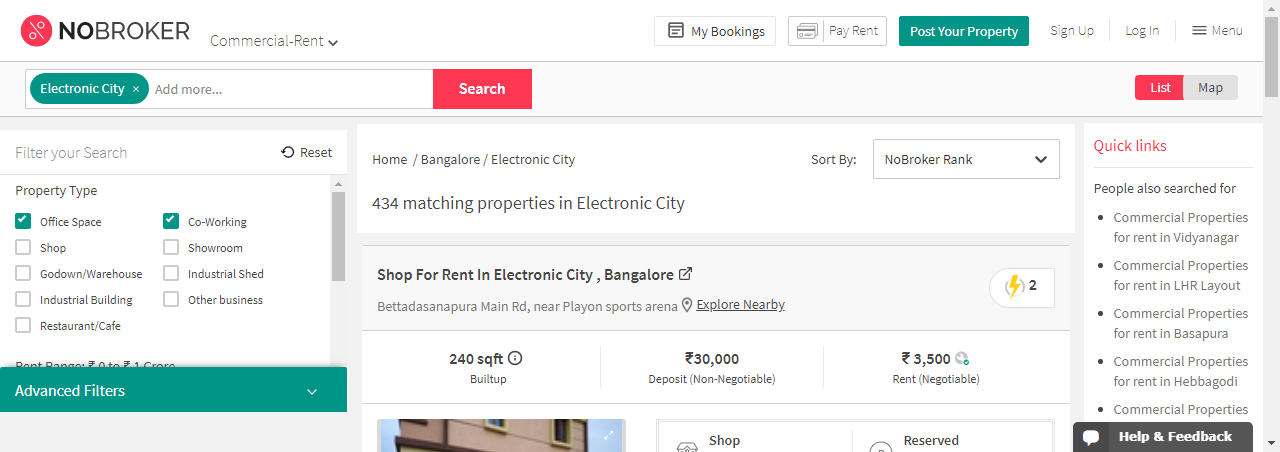 NOBROKER
Commercial-Rent
My Bookings
Pay Rent
Post Your Property
Sign Up
Log In
Menu
Electronic City ×
Add more...
Search
List
Map
Filter your Search
Reset
Property Type
Office Space
Co-Working
Shop
Showroom
Godown/Warehouse
Industrial Shed
Industrial Building
Other business
Restaurant/Cafe
Rent Range: ₹ 0 to ₹ 1 Crore
Advanced Filters
Home / Bangalore / Electronic City
Sort By:
NoBroker Rank
434 matching properties in Electronic City
Shop For Rent In Electronic City , Bangalore
Bettadasanapura Main Rd, near Playon sports arena
Explore Nearby
2
240 sqft
Builtup
₹30,000
Deposit (Non-Negotiable)
₹ 3,500
Rent (Negotiable)
Shop
Reserved
Quick links
People also searched for
Commercial Properties
for rent in Vidyanagar
Commercial Properties
for rent in LHR Layout
Commercial Properties
for rent in Basapura
Commercial Properties
for rent in Hebbagodi
Commercial Properties
Help & Feedback